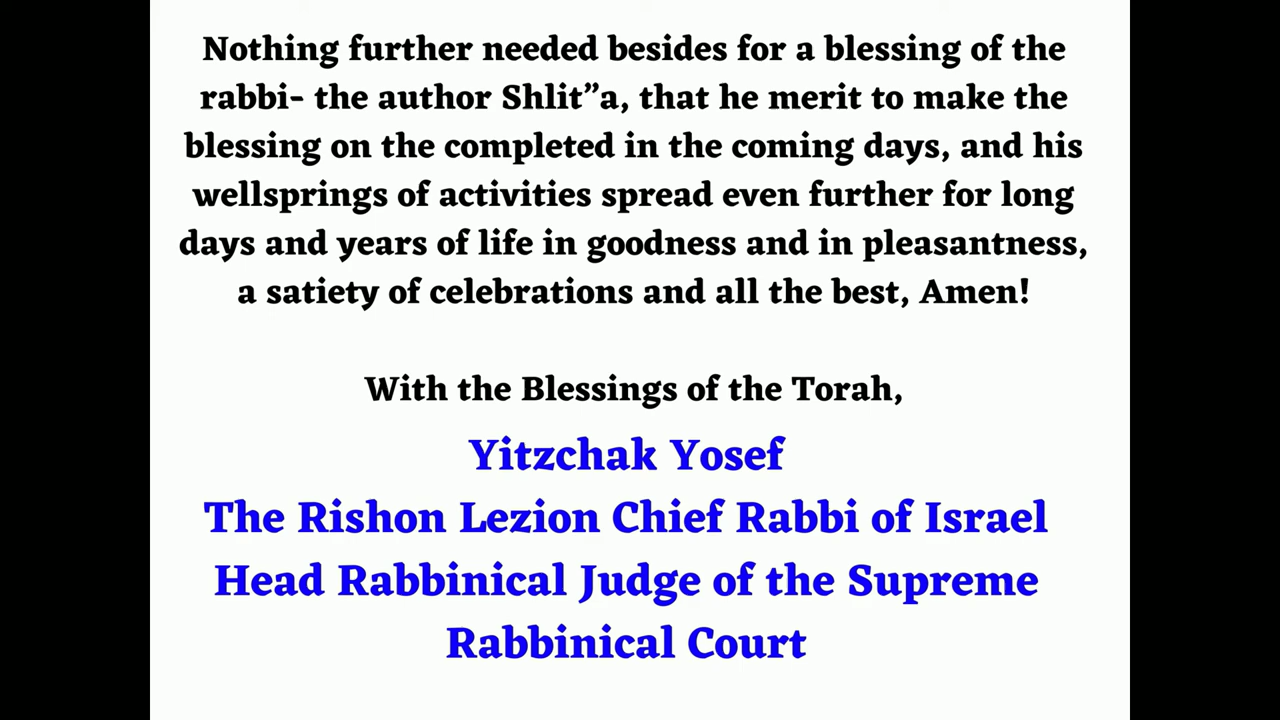 Nothing further needed besides for a blessing of the
rabbi- the author Shlit”a, that he merit to make the
blessing on the completed in the coming days, and his
wellsprings of activities spread even further for long
days and years of life in goodness and in pleasantness,
a satiety of celebrations and all the best, Amen!
With the Blessings of the Torah,
Yitzchak Yosef
The Rishon Lezion Chief Rabbi of Israel
Head Rabbinical Judge of the Supreme
Rabbinical Court